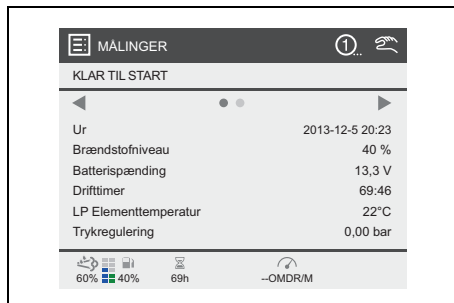 MÅLINGER 1...
KLAR TIL START
Ur 2013-12-5 20:23
Brændstofniveau 40 %
Batterispænding 13,3 V
Drifttimer 69:46
LP Elementtemperatur 22°C
Trykregulering 0,00 bar
60% 40% 69h --OMDR/M